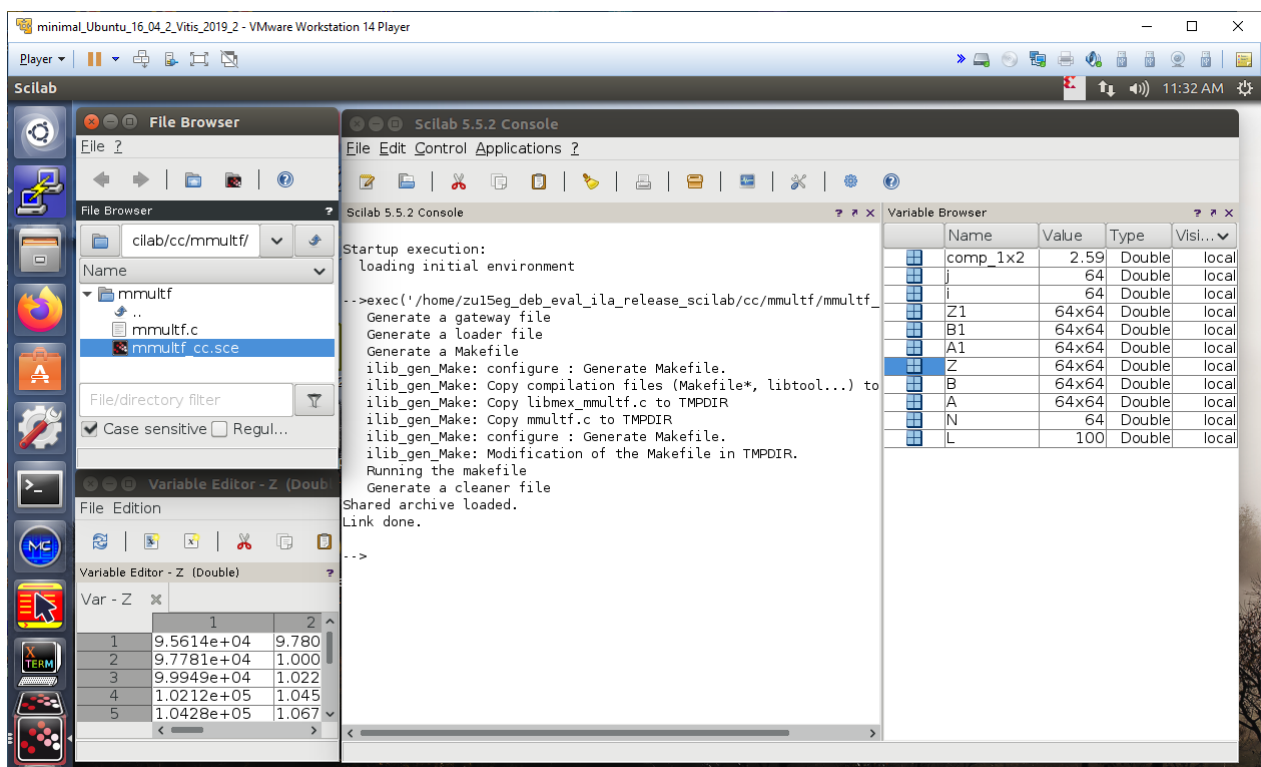 minimal_Ubuntu_16_04_2_Vitis_2019_2 - VMware Workstation 14 Player
Player
Scilab
11:32 AM
File Browser
File ?
File Browser ?
cilab/cc/mmultf/
Name
mmultf
..
mmultf.c
mmultf_cc.sce
File/directory filter
Case sensitive Regul...
Variable Editor - Z (Doubl
File Edition
Variable Editor - Z (Double) ?
Var - Z
1 2
1 9.5614e+04 9.780
2 9.7781e+04 1.000
3 9.9949e+04 1.022
4 1.0212e+05 1.045
5 1.0428e+05 1.067
Scilab 5.5.2 Console
File Edit Control Applications ?
Scilab 5.5.2 Console ?
Startup execution:
loading initial environment
-->exec('/home/zu15eg_deb_eval_ila_release_scilab/cc/mmultf/mmultf_
Generate a gateway file
Generate a loader file
Generate a Makefile
ilib_gen_Make: configure : Generate Makefile.
ilib_gen_Make: Copy compilation files (Makefile*, libtool...) to
ilib_gen_Make: Copy libmex_mmultf.c to TMPDIR
ilib_gen_Make: Copy mmultf.c to TMPDIR
ilib_gen_Make: configure : Generate Makefile.
ilib_gen_Make: Modification of the Makefile in TMPDIR.
Running the makefile
Generate a cleaner file
Shared archive loaded.
Link done.
-->
Variable Browser ?
Name Value Type Visi...
comp_1x2 2.59 Double local
j 64 Double local
i 64 Double local
Z1 64x64 Double local
B1 64x64 Double local
A1 64x64 Double local
Z 64x64 Double local
B 64x64 Double local
A 64x64 Double local
N 64 Double local
L 100 Double local
>_
MC
A
X
TERM